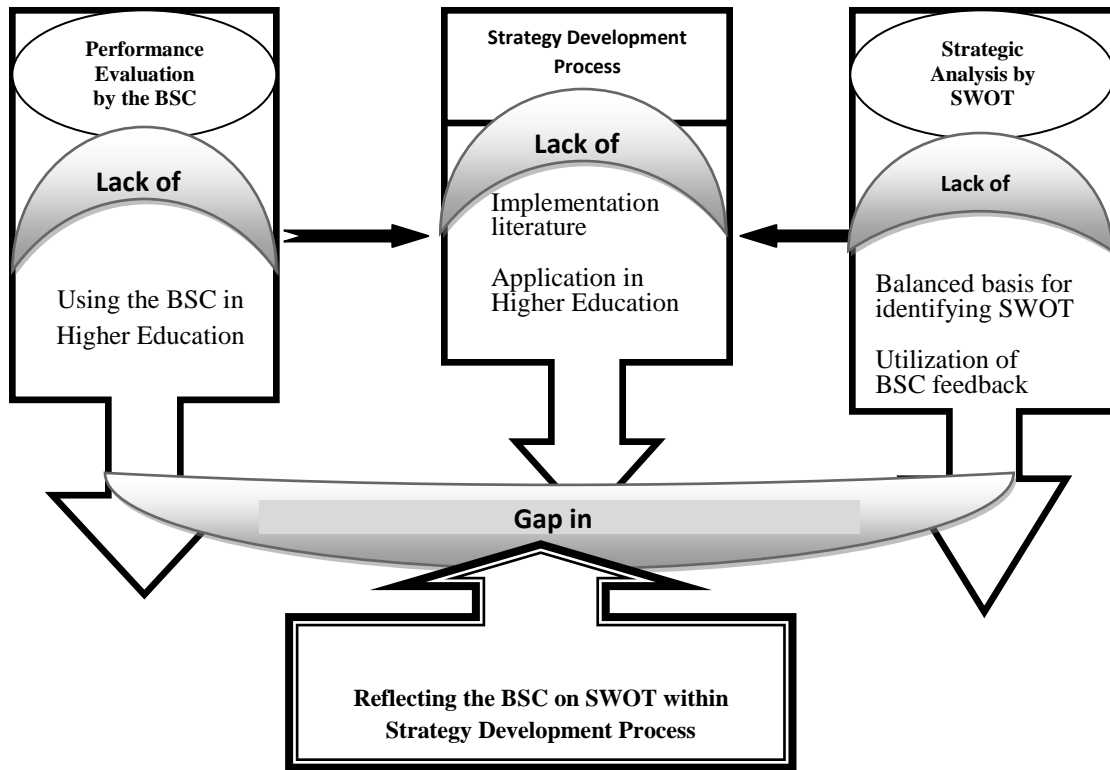 Performance
Evaluation
by the BSC
Lack of
Using the BSC in
Higher Education
Strategy Development
Process
Lack of
Implementation
literature
Application in
Higher Education
Strategic
Analysis by
SWOT
Lack of
Balanced basis for
identifying SWOT
Utilization of
BSC feedback
Gap in
Reflecting the BSC on SWOT within
Strategy Development Process